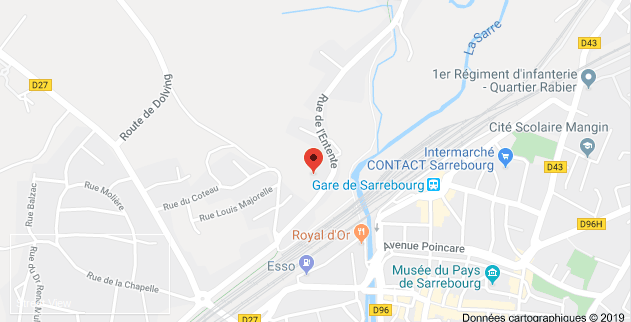 La Sarre
D43
D27
1er Régiment d'infanterie
- Quartier Rabier
Route de Dolving
Rue de l'Entente
Cité Scolaire Mangin
Intermarché
CONTACT Sarrebourg
D43
Gare de Sarrebourg
Rue Balzac
Rue Molière
Rue du Coteau
Rue Louis Majorelle
D96H
Royal d'Or
Avenue Poincare
Esso
Musée du Pays
de Sarrebourg
Rue de la Chapelle
Rue du Dr
View
D27
D96
Données cartographiques © 2019